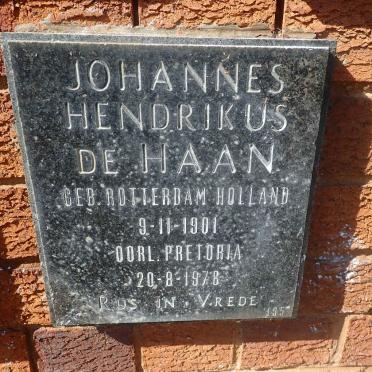 JOHANNES
HENDRIKUS
DE HAAN
GEB. ROTTERDAM HOLLAND
9-11-1901
OORL. PRETORIA
20-8-1978
RUS IN VREDE